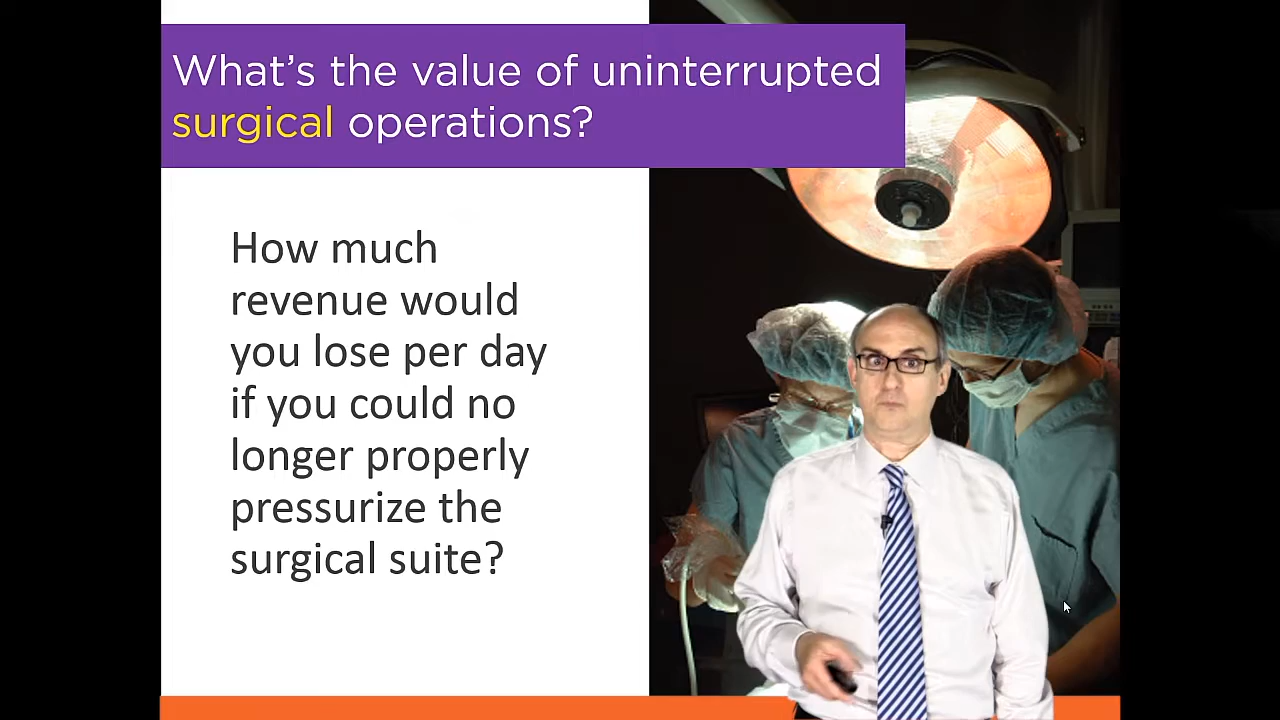 What's the value of uninterrupted
surgical operations?
How much
revenue would
you lose per day
if you could no
longer properly
pressurize the
surgical suite?